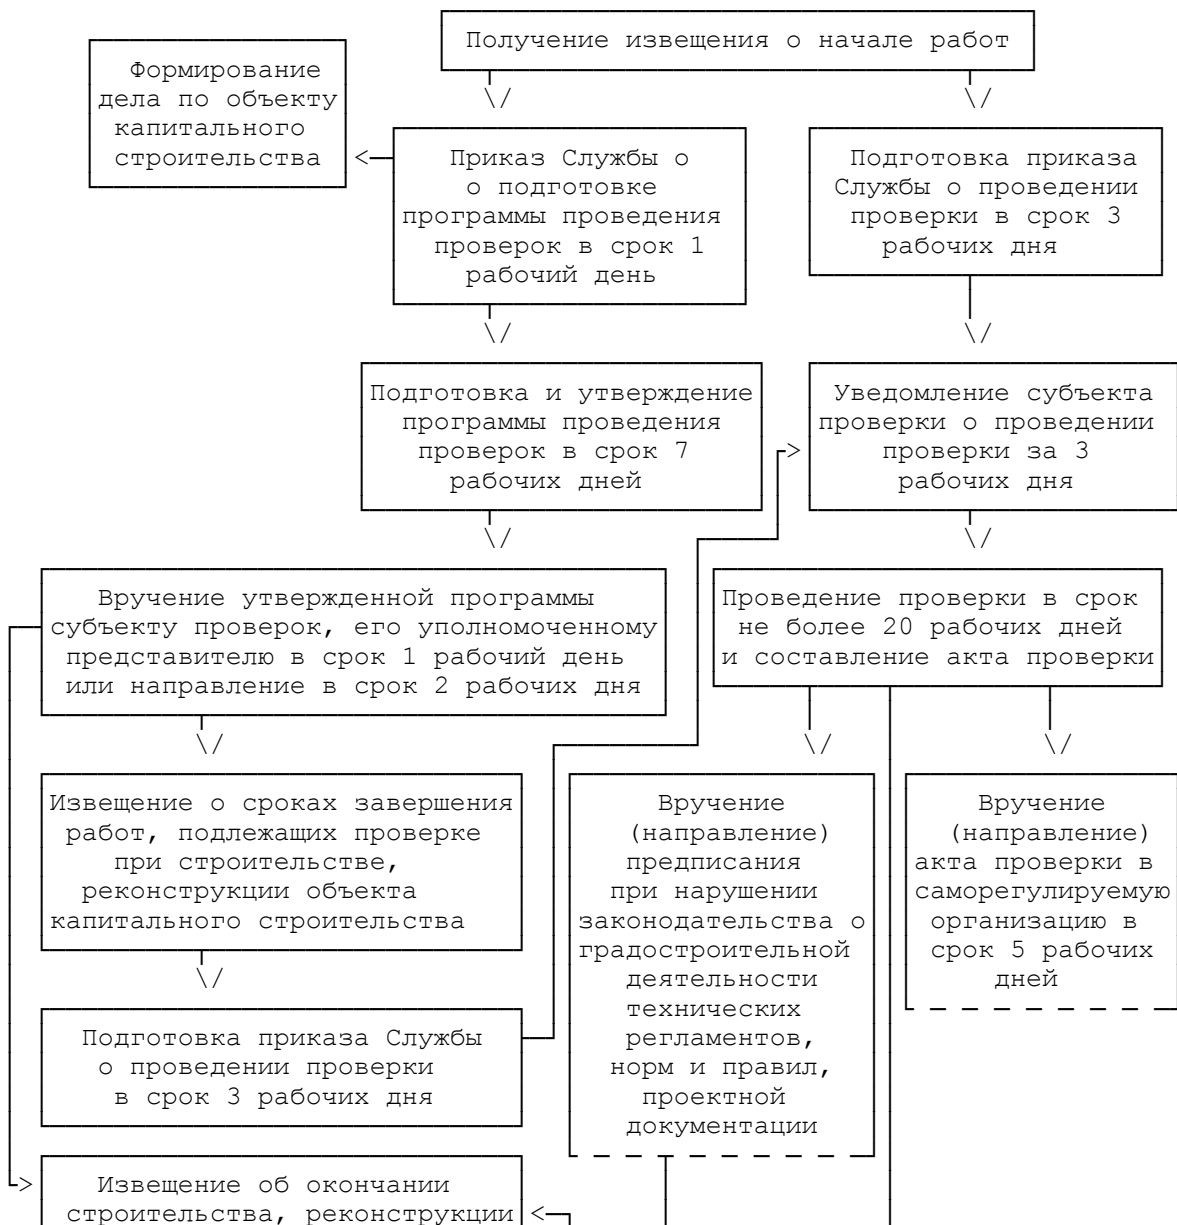 Получение извещения о начале работ
Формирование
дела по объекту
капитального
строительства
Приказ Службы о
о подготовке
программы проведения
проверок в срок 1
рабочий день
Подготовка приказа
Службы о проведении
проверки в срок 3
рабочих дня
Подготовка и утверждение
программы проведения
проверок в срок 7
рабочих дней
Уведомление субъекта
проверки о проведении
проверки за 3
рабочих дня
Вручение утвержденной программы
субъекту проверок, его уполномоченному
представителю в срок 1 рабочий день
или направление в срок 2 рабочих дня
Проведение проверки в срок
не более 20 рабочих дней
и составление акта проверки
Извещение о сроках завершения
работ, подлежащих проверке
при строительстве,
реконструкции объекта
капитального строительства
Вручение
(направление)
предписания
при нарушении
законодательства о
градостроительной
деятельности
технических
регламентов,
норм и правил,
проектной
документации
Вручение
(направление)
акта проверки в
саморегулируемую
организацию в
срок 5 рабочих
дней
Подготовка приказа Службы
о проведении проверки
в срок 3 рабочих дня
Извещение об окончании
строительства, реконструкции